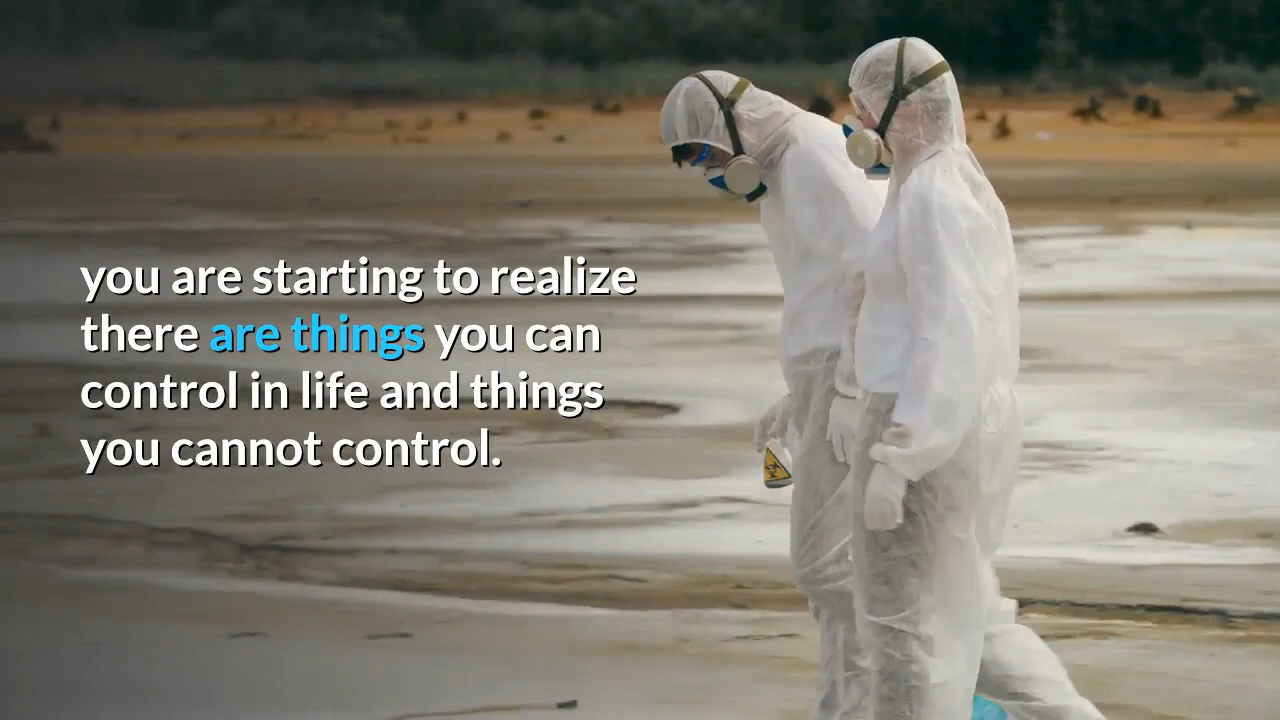 you are starting to realize
there are things you can
control in life and things
you cannot control.